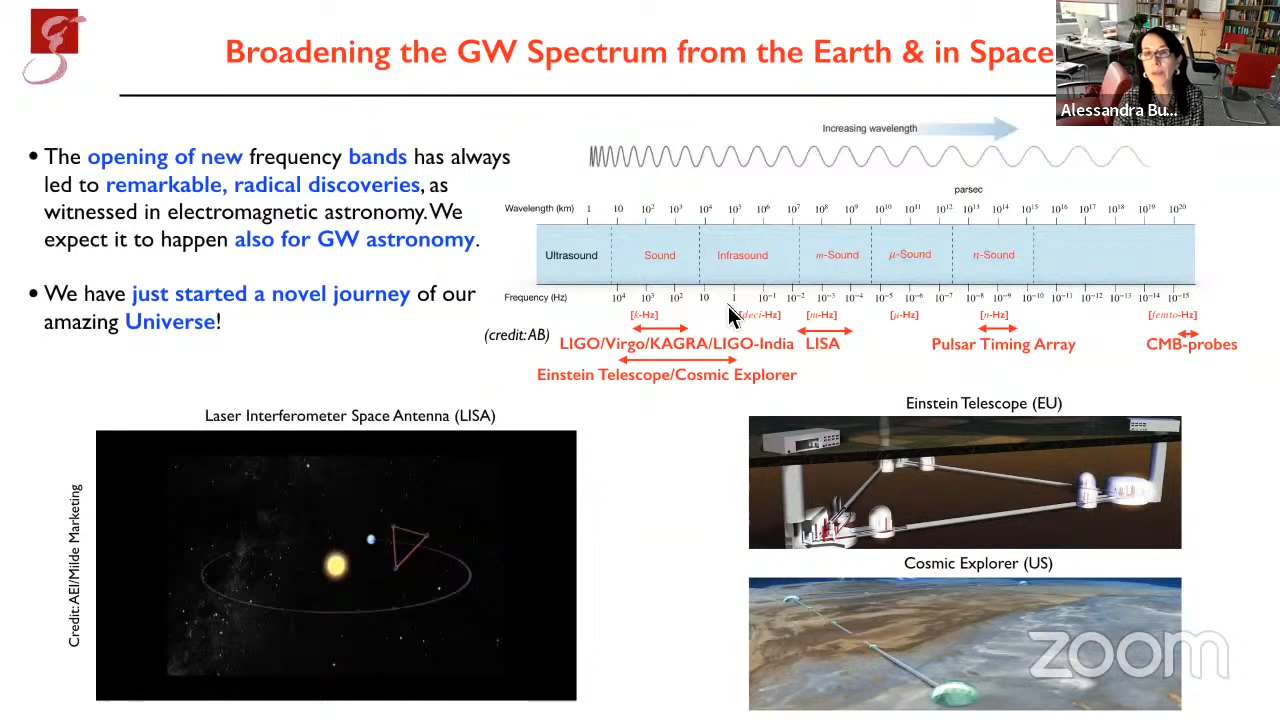 Broadening the GW Spectrum from the Earth & in Space
Alessandra Bu...
• The opening of new frequency bands has always
led to remarkable, radical discoveries, as
witnessed in electromagnetic astronomy. We
expect it to happen also for GW astronomy.
• We have just started a novel journey of our
amazing Universe!
Increasing wavelength
parsec
Wavelength (km) 1 10 10² 10³ 10⁴ 10⁵ 10⁶ 10⁷ 10⁸ 10⁹ 10¹⁰ 10¹¹ 10¹² 10¹³ 10¹⁴ 10¹⁵ 10¹⁶ 10¹⁷ 10¹⁸ 10¹⁹ 10²⁰
Ultrasound Sound Infrasound m-Sound μ-Sound n-Sound
Frequency (Hz) 10⁴ 10³ 10² 10 1 10⁻¹ 10⁻² 10⁻³ 10⁻⁴ 10⁻⁵ 10⁻⁶ 10⁻⁷ 10⁻⁸ 10⁻⁹ 10⁻¹⁰ 10⁻¹¹ 10⁻¹² 10⁻¹³ 10⁻¹⁴ 10⁻¹⁵
[k-Hz] [deci-Hz] [m-Hz] [μ-Hz] [n-Hz] [femto-Hz]
(credit: AB)
LIGO/Virgo/KAGRA/LIGO-India LISA Pulsar Timing Array CMB-probes
Einstein Telescope/Cosmic Explorer
Laser Interferometer Space Antenna (LISA)
Credit: AEI/Milde Marketing
Einstein Telescope (EU)
Cosmic Explorer (US)
zoom